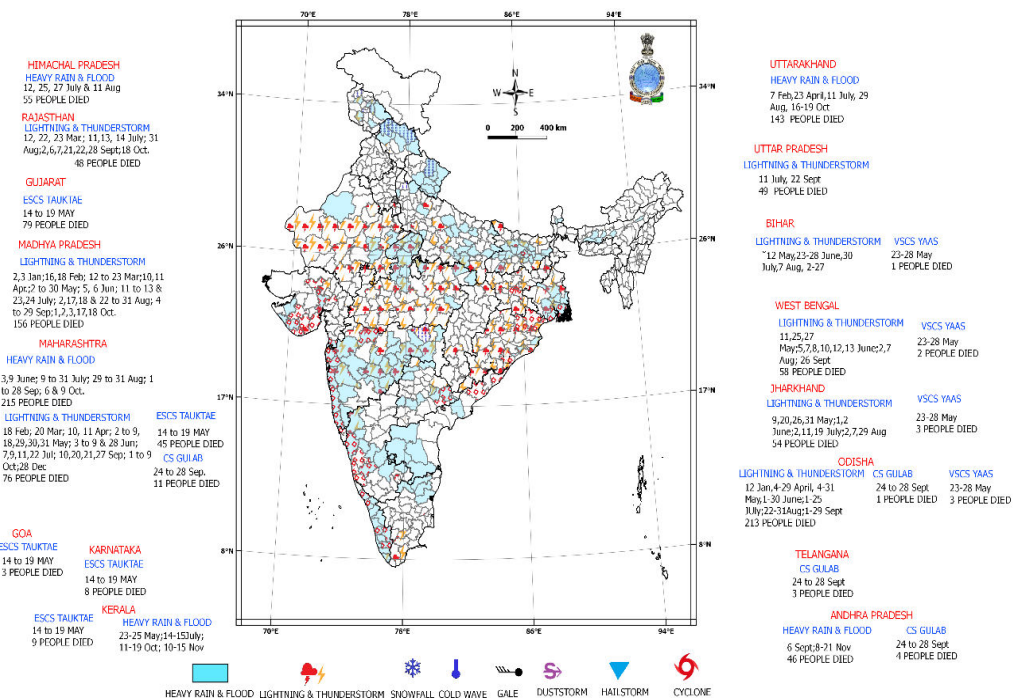 70°E 78°E 86°E 94°E
34°N
26°N
17°N
8°N
34°N
26°N
17°N
8°N
70°E 76°E 86°E 94°E
N
W E
S
0 200 400 km
HIMACHAL PRADESH
HEAVY RAIN & FLOOD
12, 25, 27 July & 11 Aug
55 PEOPLE DIED
RAJASTHAN
LIGHTNING & THUNDERSTORM
12, 22, 23 Mar; 11,13, 14 July; 31
Aug;2,6,7,21,22,28 Sept;18 Oct.
48 PEOPLE DIED
GUJARAT
ESCS TAUKTAE
14 to 19 MAY
79 PEOPLE DIED
MADHYA PRADESH
LIGHTNING & THUNDERSTORM
2,3 Jan;16,18 Feb; 12 to 23 Mar;10,11
Apr.;2 to 30 May; 5, 6 Jun; 11 to 13 &
23,24 July; 2,17,18 & 22 to 31 Aug; 4
to 29 Sep;1,2,3,17,18 Oct.
156 PEOPLE DIED
MAHARASHTRA
HEAVY RAIN & FLOOD
3,9 June; 9 to 31 July; 29 to 31 Aug; 1
to 28 Sep; 6 & 9 Oct.
215 PEOPLE DIED
LIGHTNING & THUNDERSTORM
18 Feb; 20 Mar; 10, 11 Apr; 2 to 9,
18,29,30,31 May; 3 to 9 & 28 Jun;
7,9,11,22 Jul; 10,20,21,27 Sep; 1 to 9
Oct;28 Dec
76 PEOPLE DIED
ESCS TAUKTAE
14 to 19 MAY
45 PEOPLE DIED
CS GULAB
24 to 28 Sep.
11 PEOPLE DIED
GOA
ESCS TAUKTAE
14 to 19 MAY
3 PEOPLE DIED
KARNATAKA
ESCS TAUKTAE
14 to 19 MAY
8 PEOPLE DIED
KERALA
ESCS TAUKTAE
14 to 19 MAY
9 PEOPLE DIED
HEAVY RAIN & FLOOD
23-25 May;14-15July;
11-19 Oct; 10-15 Nov
UTTARAKHAND
HEAVY RAIN & FLOOD
7 Feb,23 April,11 July, 29
Aug, 16-19 Oct
143 PEOPLE DIED
UTTAR PRADESH
LIGHTNING & THUNDERSTORM
11 July, 22 Sept
49 PEOPLE DIED
BIHAR
LIGHTNING & THUNDERSTORM
12 May,23-28 June,30
July,7 Aug, 2-27
VSCS YAAS
23-28 May
1 PEOPLE DIED
WEST BENGAL
LIGHTNING & THUNDERSTORM
11,25,27
May;5,7,8,10,12,13 June;2,7
Aug; 26 Sept
58 PEOPLE DIED
VSCS YAAS
23-28 May
2 PEOPLE DIED
JHARKHAND
LIGHTNING & THUNDERSTORM
9,20,26,31 May;1,2
June;2,11,19 July;2,7,29 Aug
54 PEOPLE DIED
VSCS YAAS
23-28 May
3 PEOPLE DIED
ODISHA
LIGHTNING & THUNDERSTORM
12 Jan,4-29 April, 4-31
May,1-30 June;1-25
JUly;22-31Aug;1-29 Sept
213 PEOPLE DIED
CS GULAB
24 to 28 Sept
1 PEOPLE DIED
VSCS YAAS
23-28 May
3 PEOPLE DIED
TELANGANA
CS GULAB
24 to 28 Sept
3 PEOPLE DIED
ANDHRA PRADESH
HEAVY RAIN & FLOOD
6 Sept;8-21 Nov
46 PEOPLE DIED
CS GULAB
24 to 28 Sept
4 PEOPLE DIED
HEAVY RAIN & FLOOD LIGHTNING & THUNDERSTORM SNOWFALL COLD WAVE GALE DUSTSTORM HAILSTORM CYCLONE